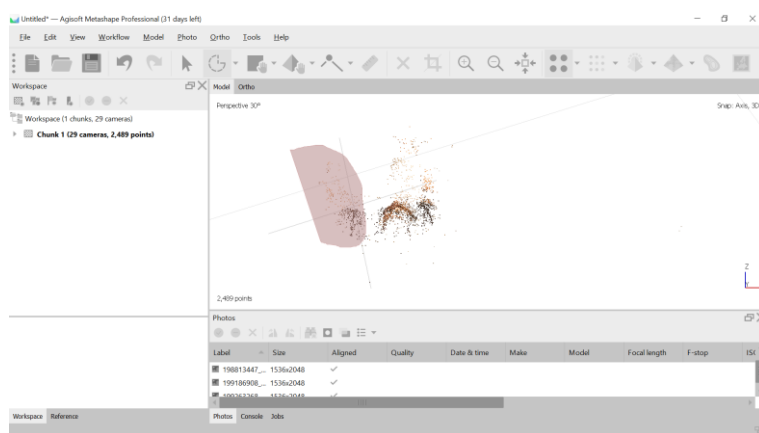 Untitled* — Agisoft Metashape Professional (31 days left)
File Edit View Workflow Model Photo Ortho Tools Help
Workspace
Model Ortho
Perspective 30°
Snap: Axis, 3D
Workspace (1 chunks, 29 cameras)
Chunk 1 (29 cameras, 2,489 points)
Z
Y
2,489 points
Photos
Label Size Aligned Quality Date & time Make Model Focal length F-stop ISO
198813447_... 1536x2048
199186908_... 1536x2048
199263268 1536x2048
Workspace Reference
Photos Console Jobs